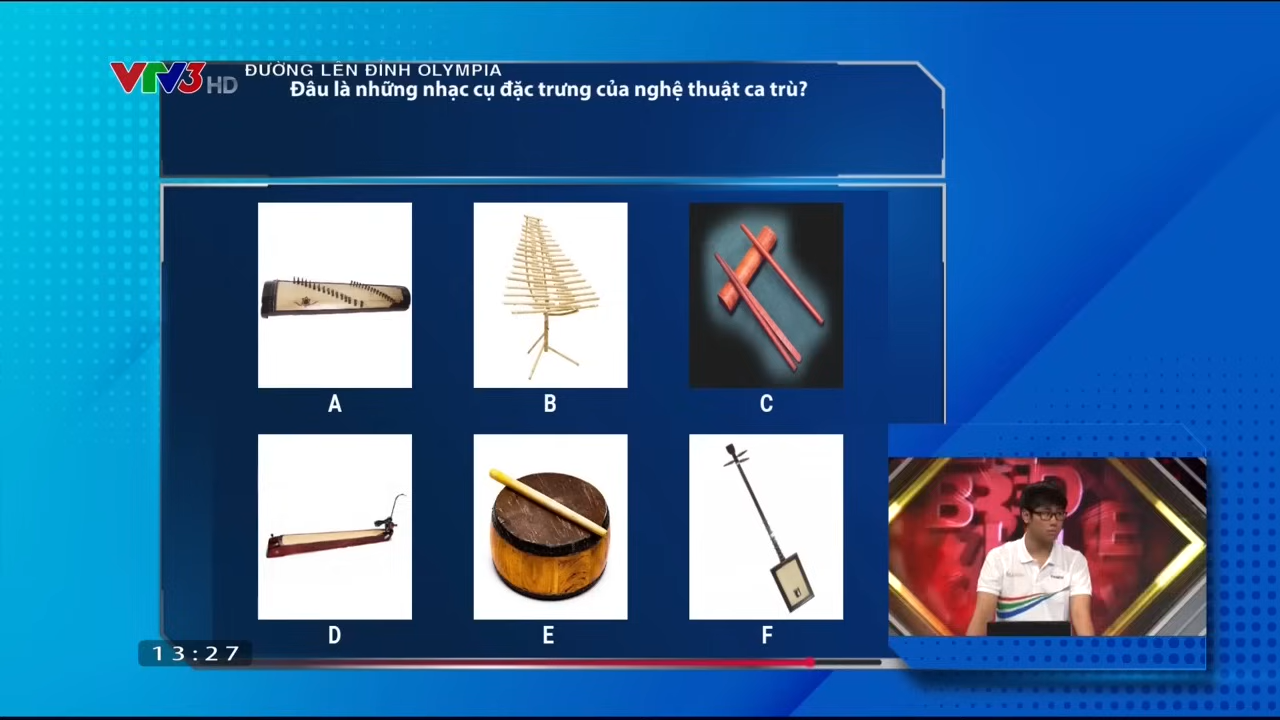 VTV3 HD
ĐƯỜNG LÊN ĐỈNH OLYMPIA
Đâu là những nhạc cụ đặc trưng của nghệ thuật ca trù?
A
B
C
D
E
F
13:27